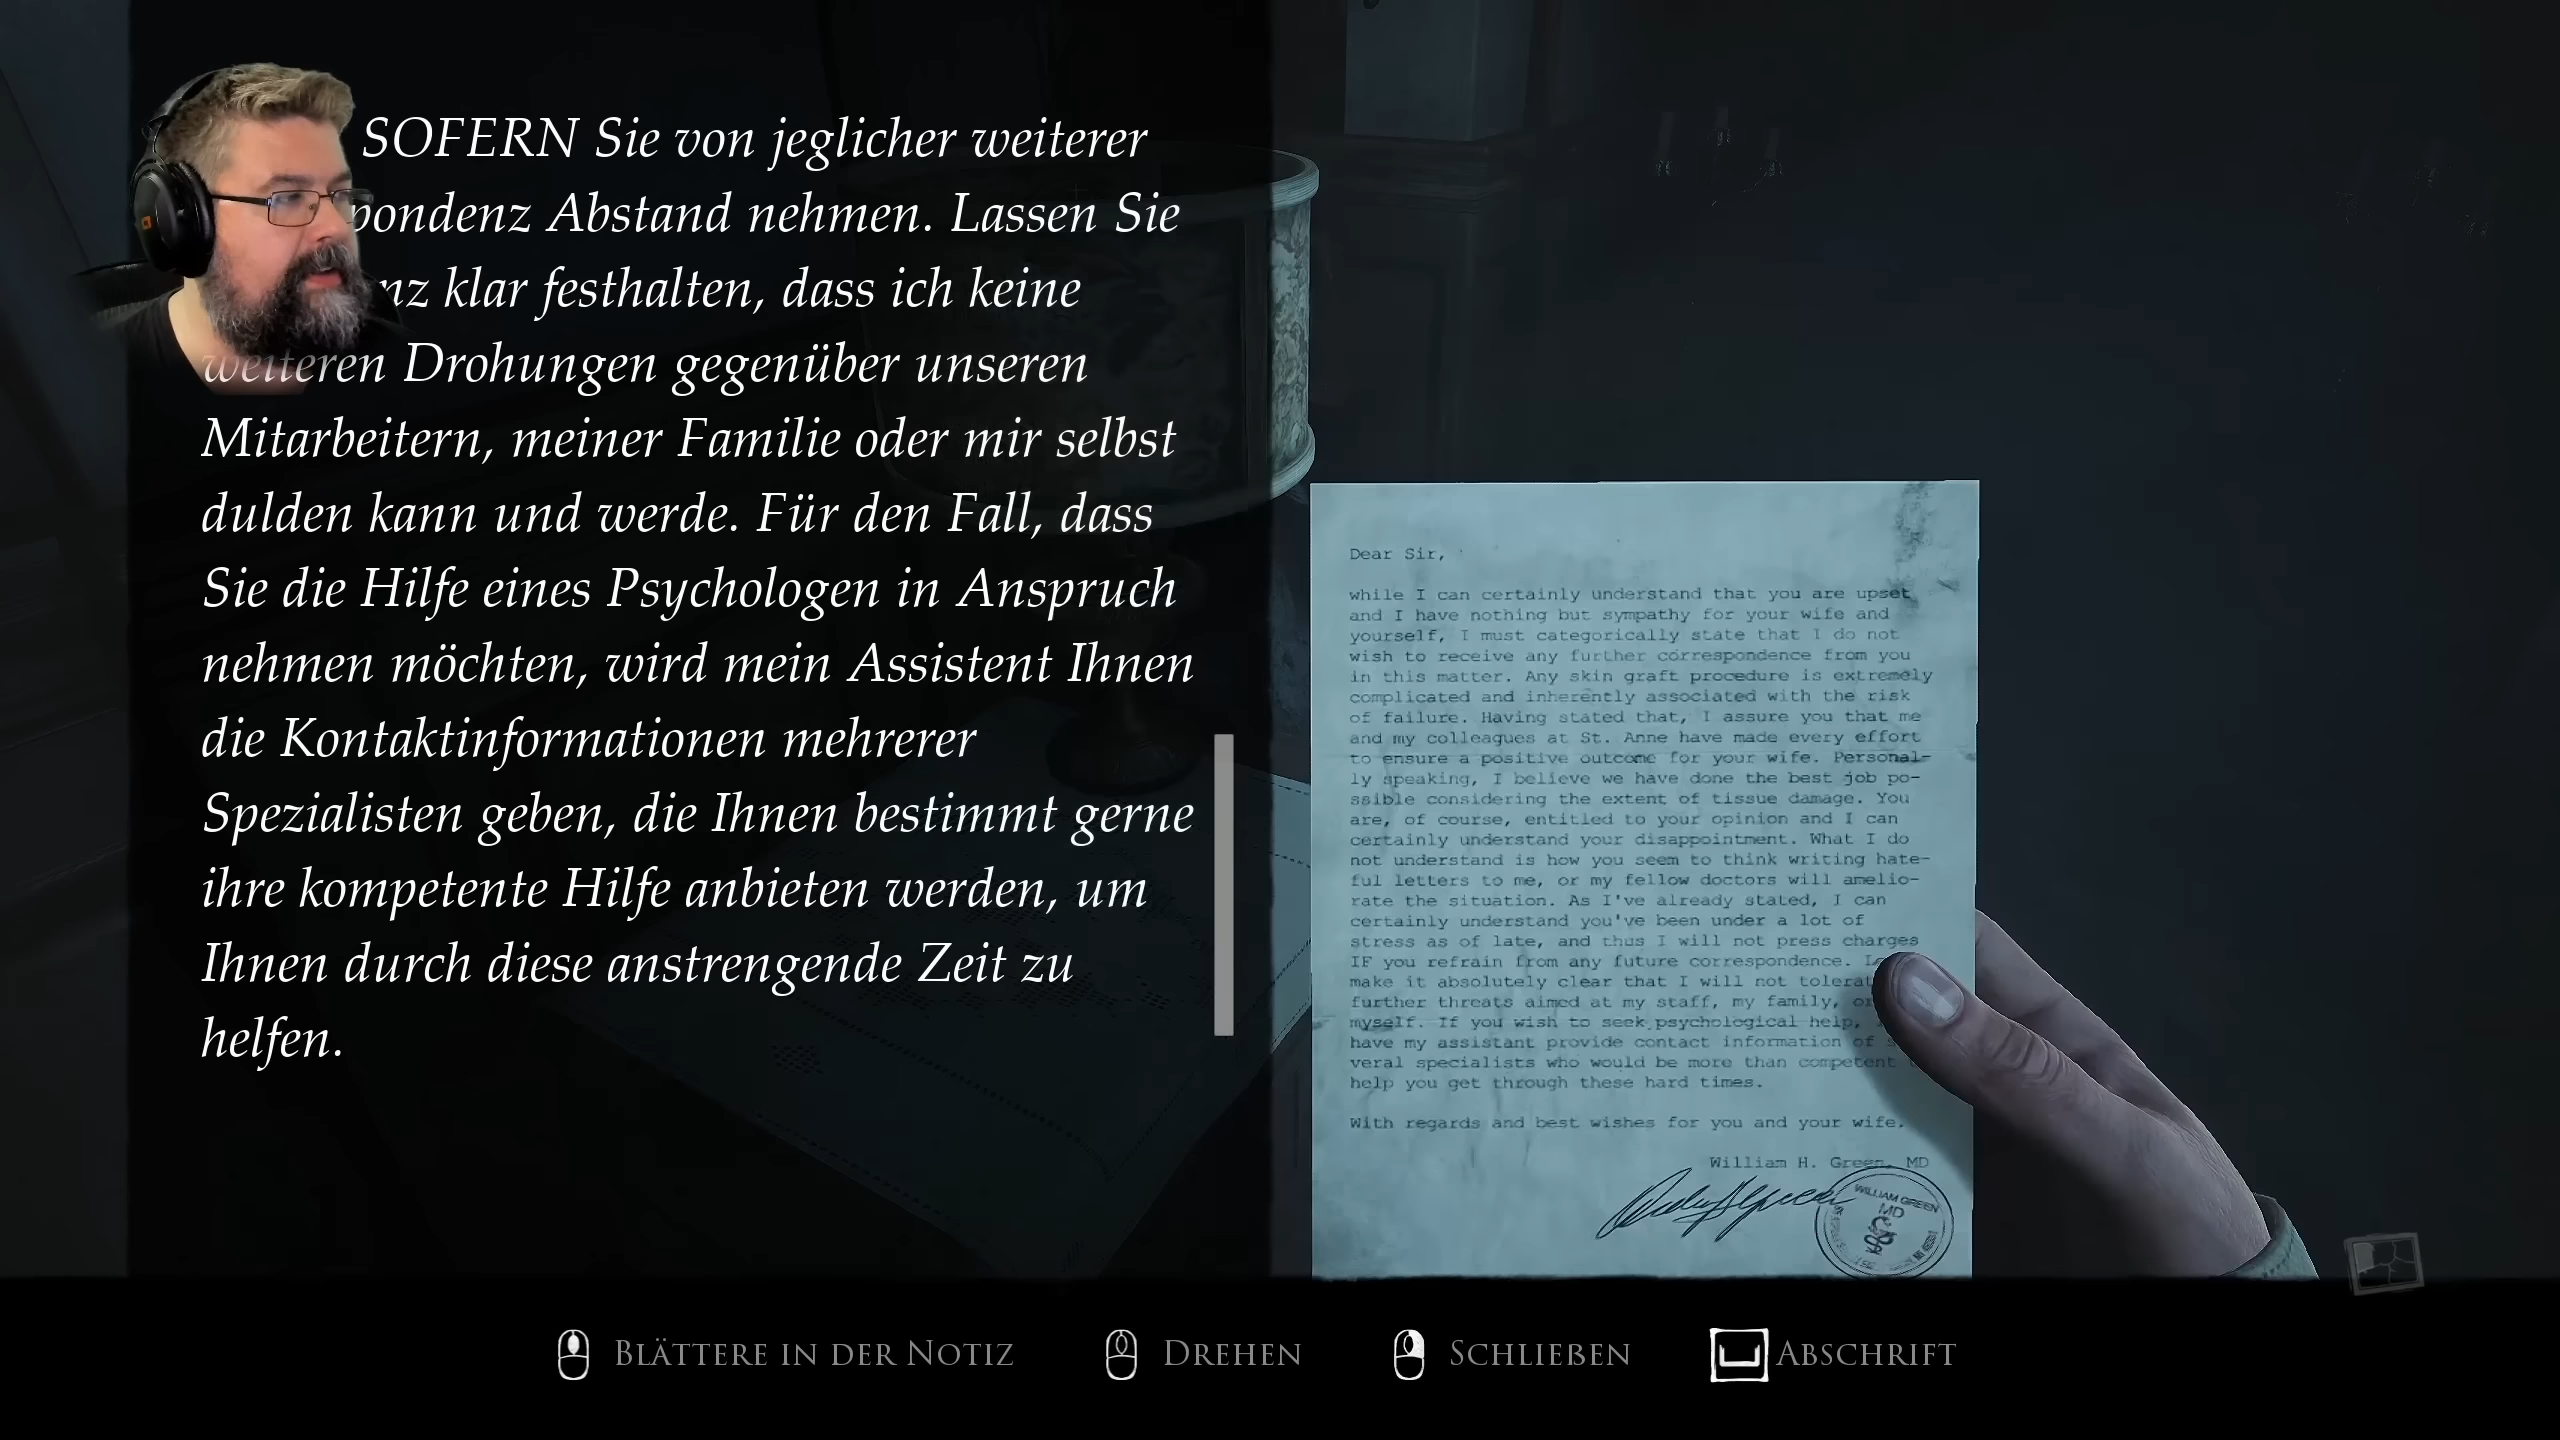 SOFERN Sie von jeglicher weiterer
Abstand nehmen. Lassen Sie
klar festhalten, dass ich keine
weiteren Drohungen gegenüber unseren
Mitarbeitern, meiner Familie oder mir selbst
dulden kann und werde. Für den Fall, dass
Sie die Hilfe eines Psychologen in Anspruch
nehmen möchten, wird mein Assistent Ihnen
die Kontaktinformationen mehrerer
Spezialisten geben, die Ihnen bestimmt gerne
ihre kompetente Hilfe anbieten werden, um
Ihnen durch diese anstrengende Zeit zu
helfen.
Dear Sir,
while I can certainly understand that you are upset
and I have nothing but sympathy for your wife and
yourself, I must categorically state that I do not
wish to receive any further correspondence from you
in this matter. Any skin graft procedure is extremely
complicated and inherently associated with the risk
of failure. Having stated that, I assure you that me
and my colleagues at St. Anne have made every effort
to ensure a positive outcome for your wife. Personal-
ly speaking, I believe we have done the best job po-
ssible considering the extent of tissue damage. You
are, of course, entitled to your opinion and I can
certainly understand your disappointment. What I do
not understand is how you seem to think writing hate-
ful letters to me, or my fellow doctors will amelio-
rate the situation. As I've already stated, I can
certainly understand you've been under a lot of
stress as of late, and thus I will not press charges
IF you refrain from any future correspondence.
make it absolutely clear that I will not
further threats aimed at my staff, my family, or
myself. If you wish to seek psychological help,
have my assistant provide contact information of
veral specialists who would be more than competent
help you get through these hard times.
With regards and best wishes for you and your wife,
William H. Green, MD
WILLIAM GREEN
MD
BLÄTTERE IN DER NOTIZ
DREHEN
SCHLIEßEN
ABSCHRIFT